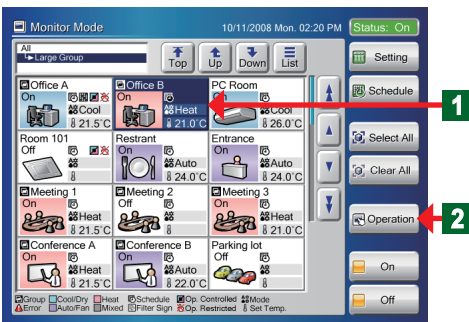 Monitor Mode 10/11/2008 Mon. 02:20 PM Status: On
All
Large Group
Top Up Down List
Setting
Schedule
Select All
Clear All
Operation
On
Off
1
2
Office A Office B PC Room
On On On
Cool Heat Cool
21.5°C 21.0°C 26.0°C
Room 101 Restrant Entrance
Off On On
Auto Auto
24.0°C 24.0°C
Meeting 1 Meeting 2 Meeting 3
On Off On
Heat Heat
21.0°C 21.0°C
Conference A Conference B Parking lot
On On Off
Heat Auto
21.5°C 22.0°C
Group Cool/Dry Heat Schedule Op. Controlled Mode
Error Auto/Fan Mixed Filter Sign Op. Restricted Set Temp.